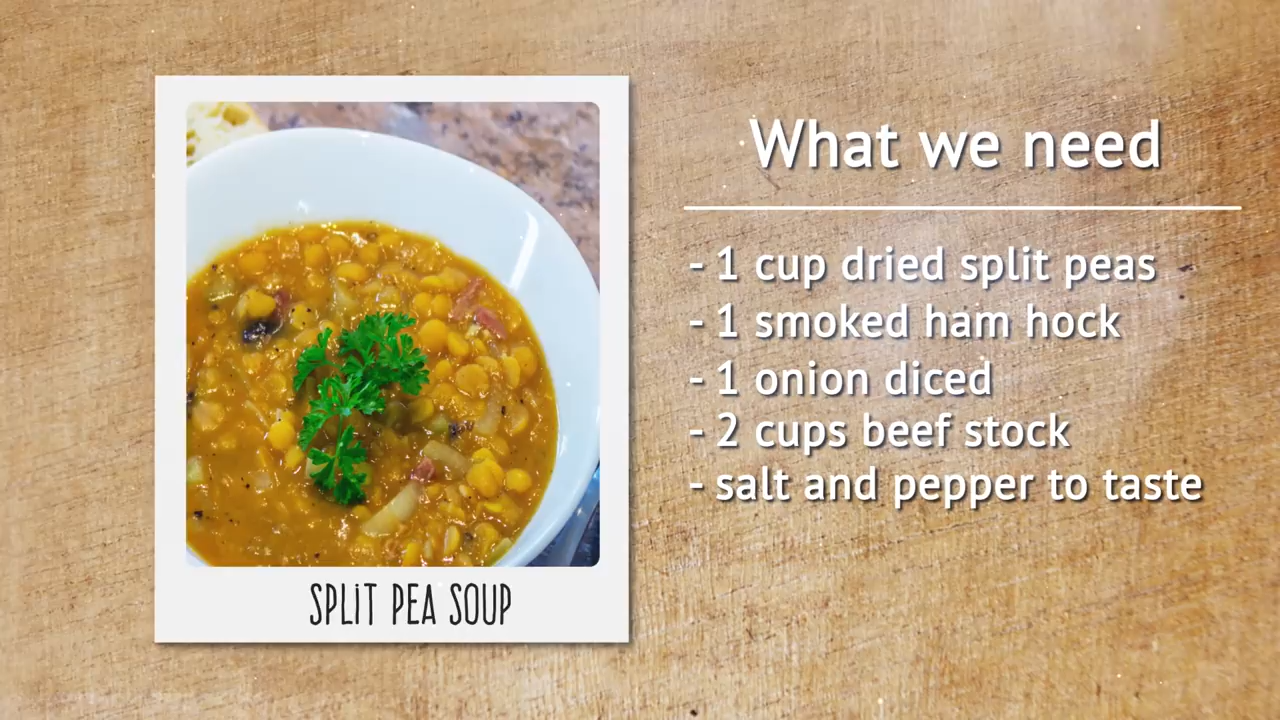 What we need
- 1 cup dried split peas
- 1 smoked ham hock
- 1 onion diced
- 2 cups beef stock
- salt and pepper to taste
SPLiT PEA SOUP